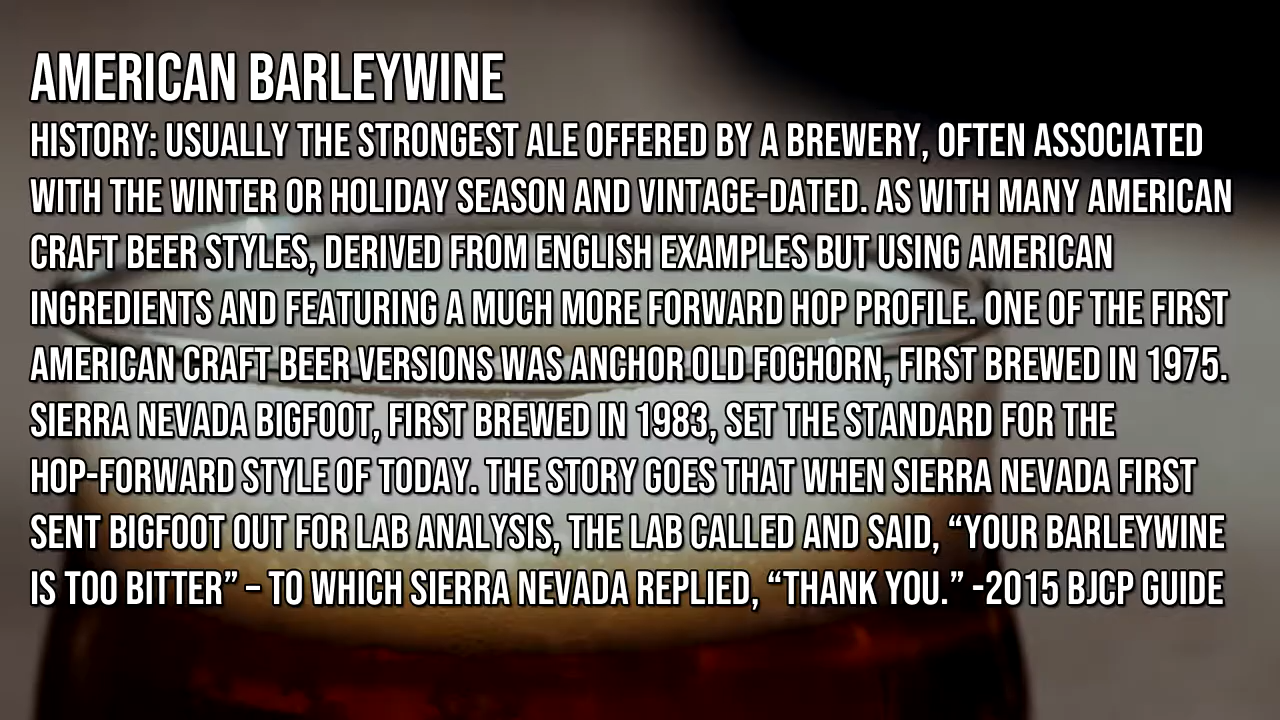 AMERICAN BARLEYWINE
HISTORY: USUALLY THE STRONGEST ALE OFFERED BY A BREWERY, OFTEN ASSOCIATED
WITH THE WINTER OR HOLIDAY SEASON AND VINTAGE-DATED. AS WITH MANY AMERICAN
CRAFT BEER STYLES, DERIVED FROM ENGLISH EXAMPLES BUT USING AMERICAN
INGREDIENTS AND FEATURING A MUCH MORE FORWARD HOP PROFILE. ONE OF THE FIRST
AMERICAN CRAFT BEER VERSIONS WAS ANCHOR OLD FOGHORN, FIRST BREWED IN 1975.
SIERRA NEVADA BIGFOOT, FIRST BREWED IN 1983, SET THE STANDARD FOR THE
HOP-FORWARD STYLE OF TODAY. THE STORY GOES THAT WHEN SIERRA NEVADA FIRST
SENT BIGFOOT OUT FOR LAB ANALYSIS, THE LAB CALLED AND SAID, “YOUR BARLEYWINE
IS TOO BITTER” – TO WHICH SIERRA NEVADA REPLIED, “THANK YOU.” -2015 BJCP GUIDE